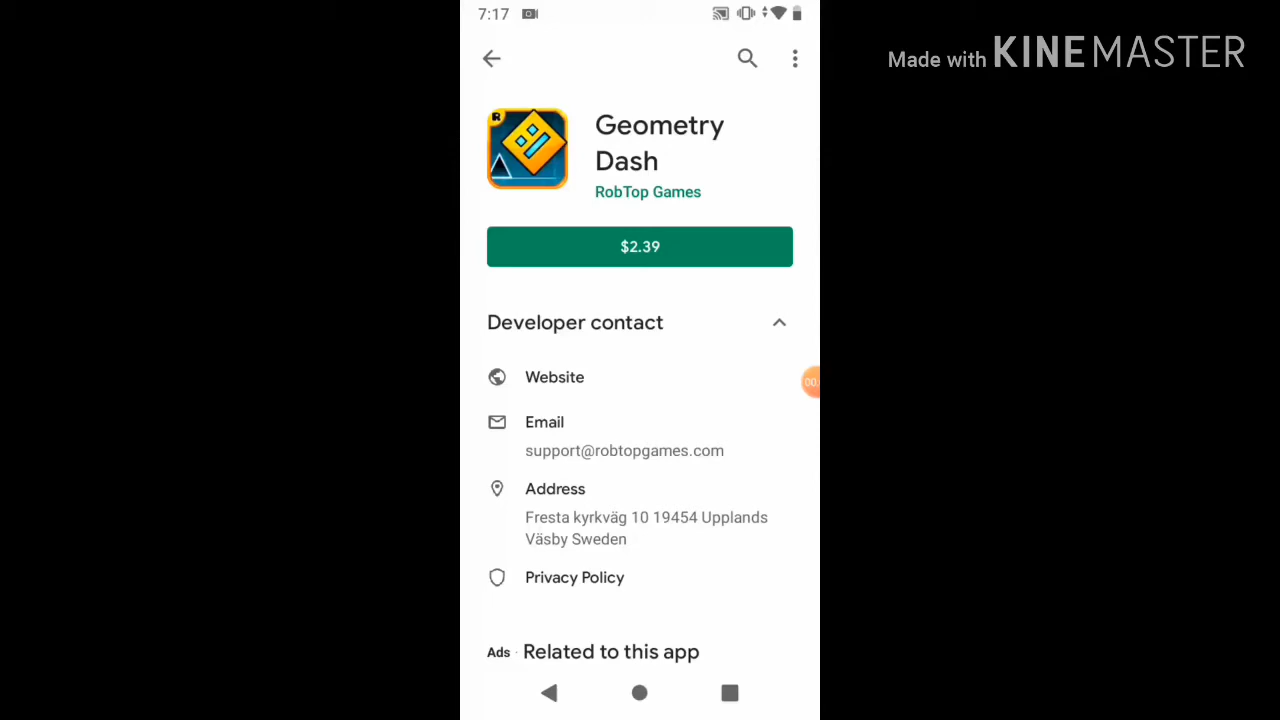 7:17
Made with KINEMASTER
R
Geometry
Dash
RobTop Games
$2.39
Developer contact
Website
00:
Email
support@robtopgames.com
Address
Fresta kyrkväg 10 19454 Upplands
Väsby Sweden
Privacy Policy
Ads · Related to this app